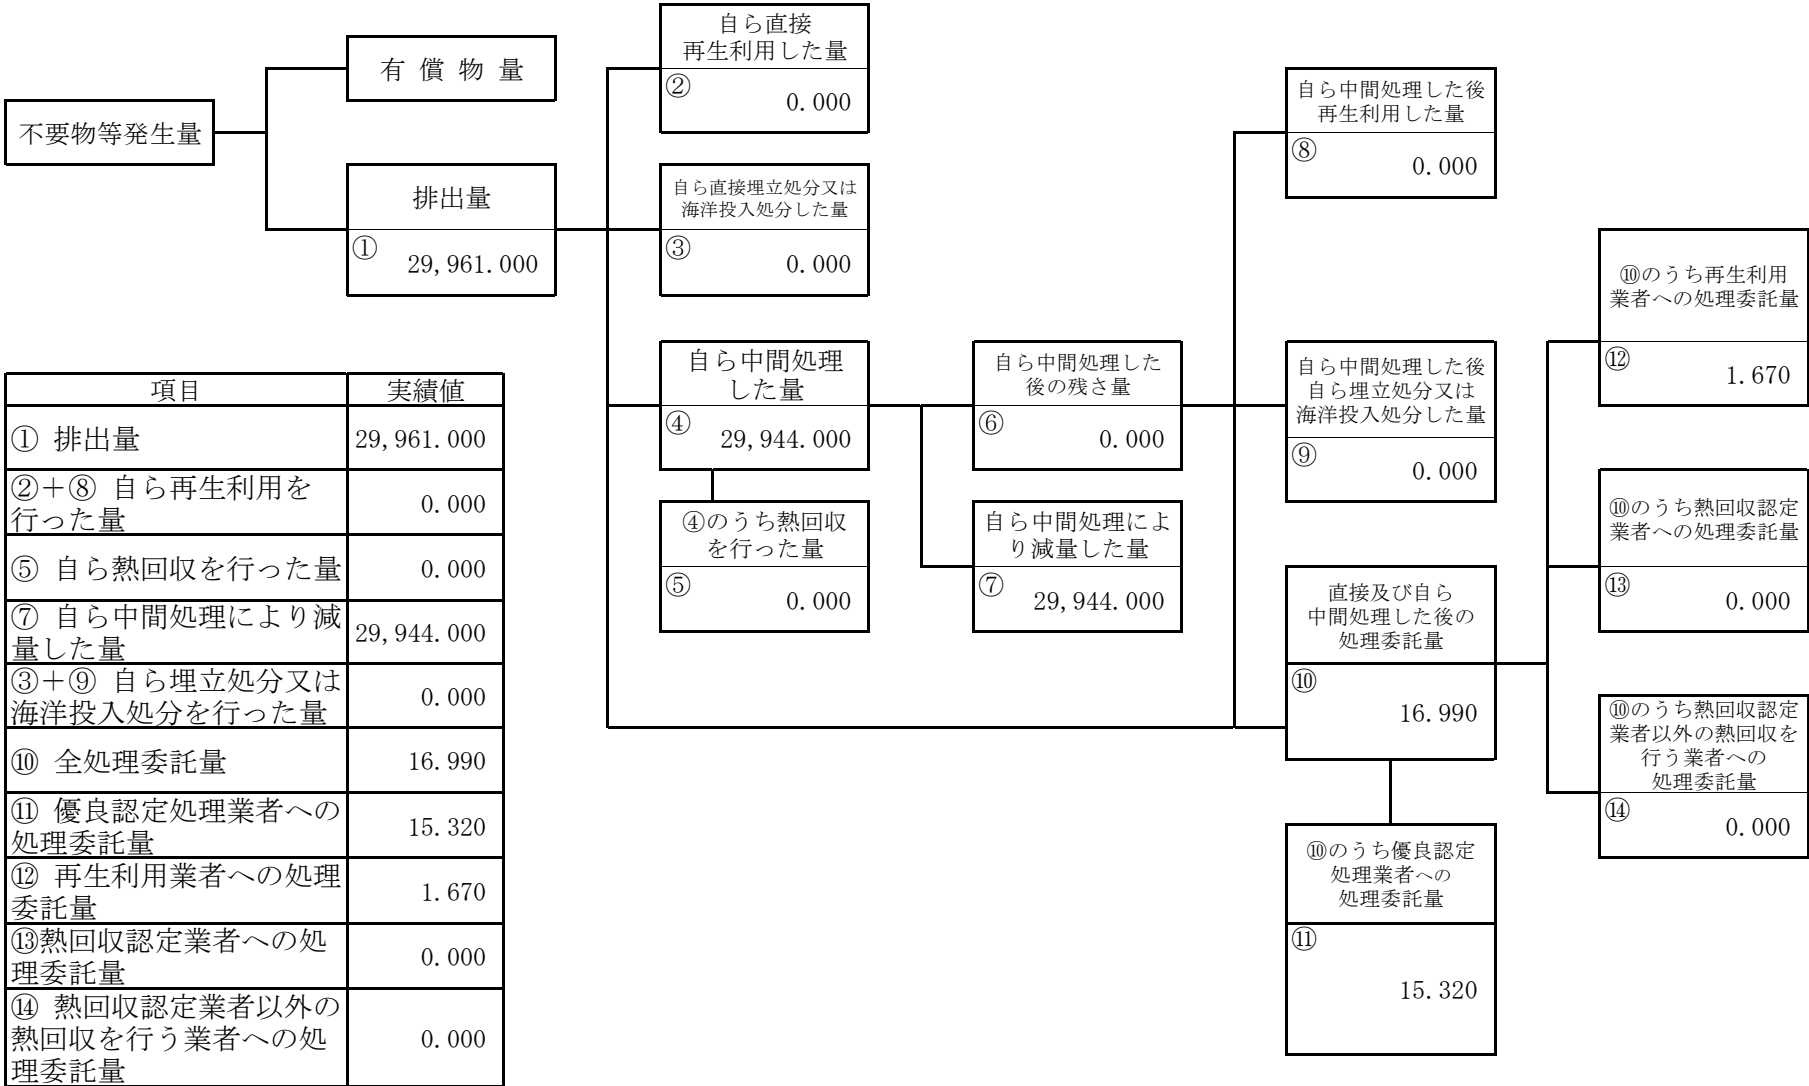 不要物等発生量
有 償 物 量
排出量
① 29,961.000
自ら直接
再生利用した量
② 0.000
自ら直接埋立処分又は
海洋投入処分した量
③ 0.000
自ら中間処理
した量
④ 29,944.000
④のうち熱回収
を行った量
⑤ 0.000
自ら中間処理した
後の残さ量
⑥ 0.000
自ら中間処理によ
り減量した量
⑦ 29,944.000
自ら中間処理した後
再生利用した量
⑧ 0.000
自ら中間処理した後
自ら埋立処分又は
海洋投入処分した量
⑨ 0.000
直接及び自ら
中間処理した後の
処理委託量
⑩ 16.990
⑩のうち優良認定
処理業者への
処理委託量
⑪ 15.320
⑩のうち再生利用
業者への処理委託量
⑫ 1.670
⑩のうち熱回収認定
業者への処理委託量
⑬ 0.000
⑩のうち熱回収認定
業者以外の熱回収を
行う業者への
処理委託量
⑭ 0.000
項目 実績値
① 排出量 29,961.000
②＋⑧ 自ら再生利用を
行った量 0.000
⑤ 自ら熱回収を行った量 0.000
⑦ 自ら中間処理により減
量した量 29,944.000
③＋⑨ 自ら埋立処分又は
海洋投入処分を行った量 0.000
⑩ 全処理委託量 16.990
⑪ 優良認定処理業者への
処理委託量 15.320
⑫ 再生利用業者への処理
委託量 1.670
⑬熱回収認定業者への処
理委託量 0.000
⑭ 熱回収認定業者以外の
熱回収を行う業者への処
理委託量 0.000